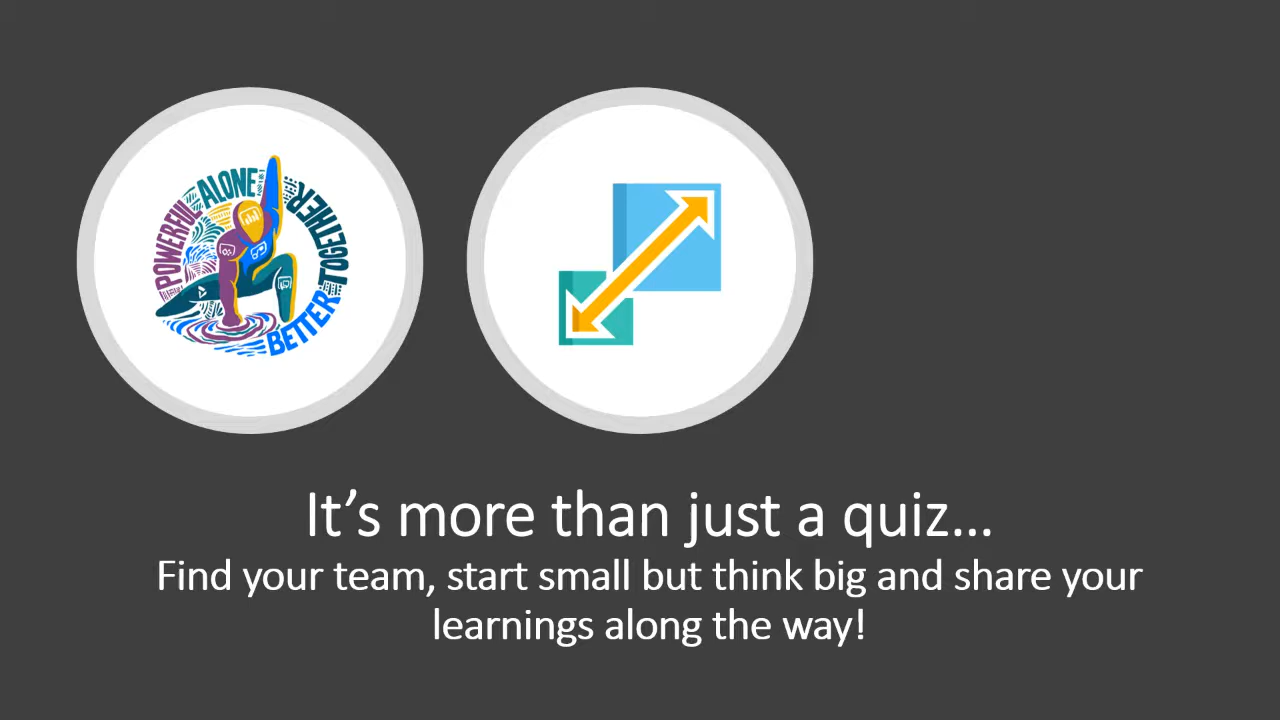 POWERFUL ALONE BETTER TOGETHER
It’s more than just a quiz...
Find your team, start small but think big and share your
learnings along the way!